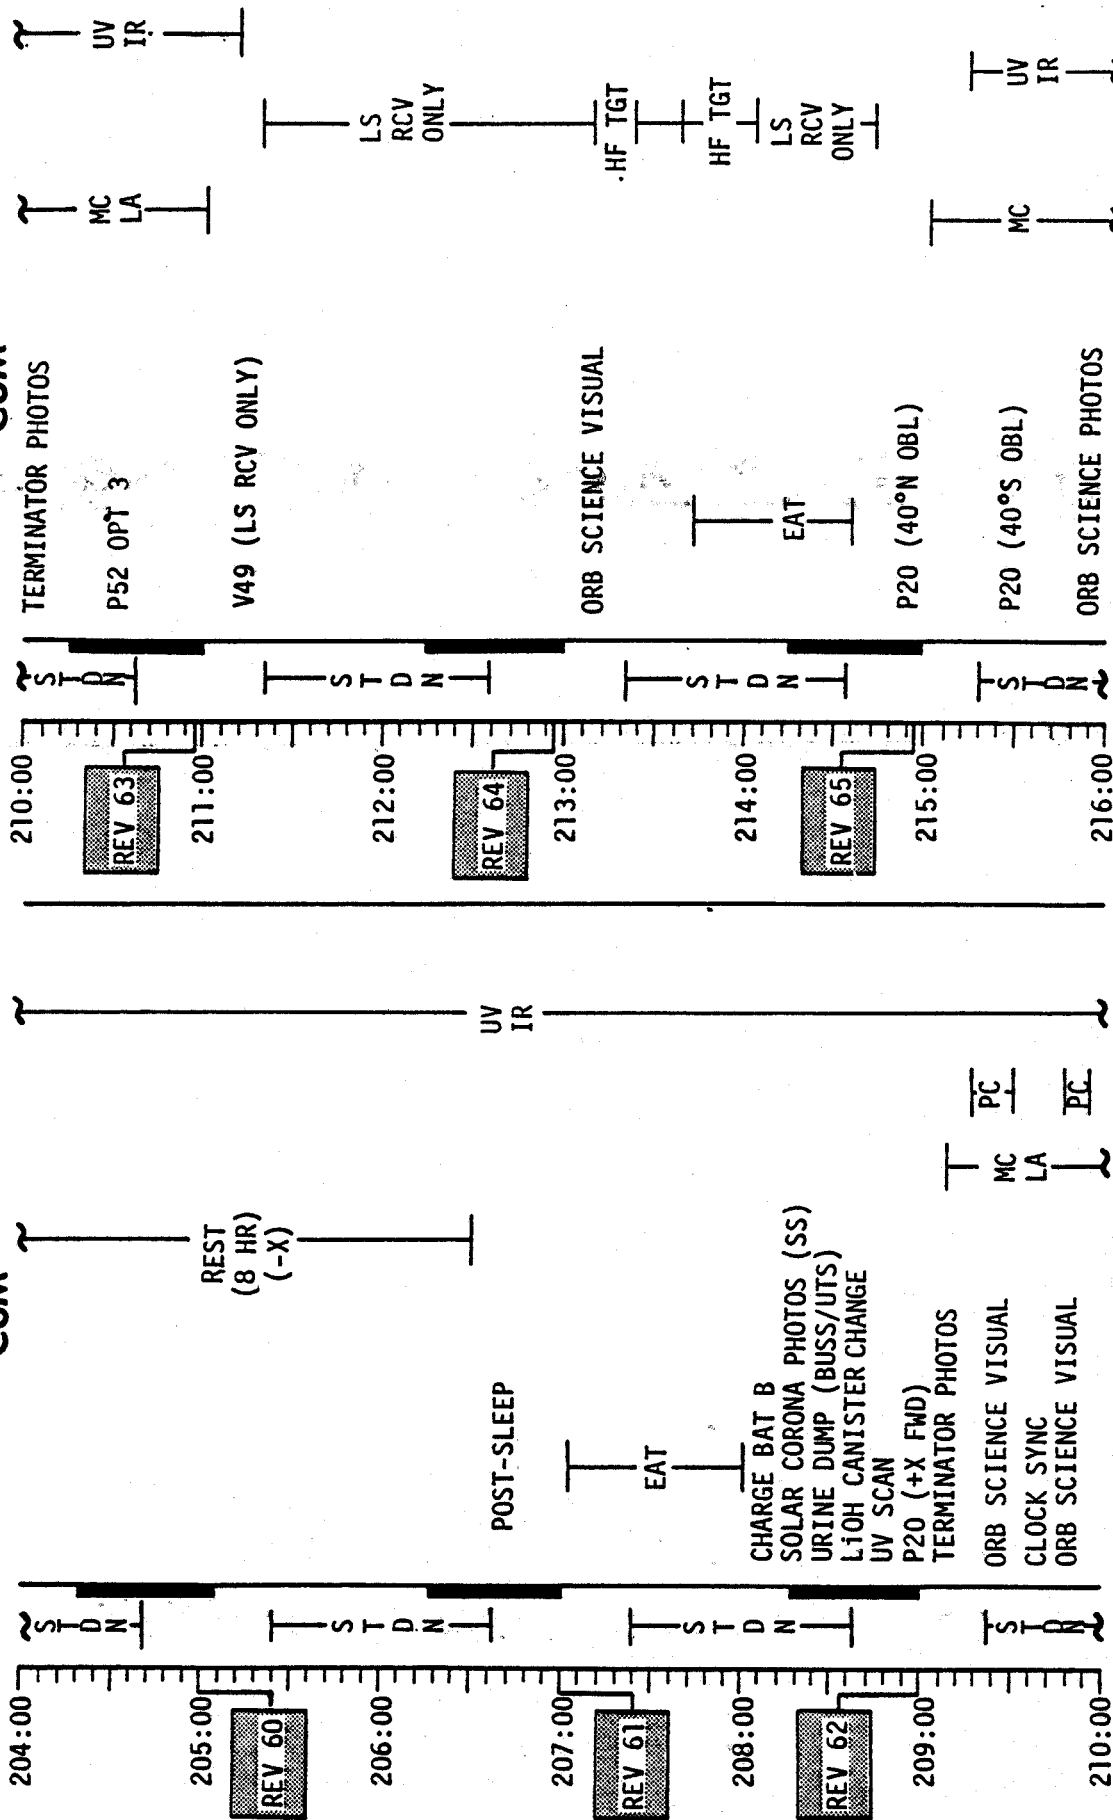 CSM
204:00
205:00
206:00
207:00
208:00
209:00
210:00
REV 60
REV 61
REV 62
STDN
STDN
STDN
STDN
POST-SLEEP
EAT
CHARGE BAT B
SOLAR CORONA PHOTOS (SS)
URINE DUMP (BUSS/UTS)
LiOH CANISTER CHANGE
UV SCAN
P20 (+X FWD)
TERMINATOR PHOTOS
ORB SCIENCE VISUAL
CLOCK SYNC
ORB SCIENCE VISUAL
REST
(8 HR)
(-X)
MC
LA
PC
PC
UV
IR
CSM
210:00
211:00
212:00
213:00
214:00
215:00
216:00
REV 63
REV 64
REV 65
STDN
STDN
STDN
STDN
TERMINATOR PHOTOS
P52 OPT 3
V49 (LS RCV ONLY)
ORB SCIENCE VISUAL
EAT
P20 (40°N OBL)
P20 (40°S OBL)
ORB SCIENCE PHOTOS
MC
LA
MC
LS
RCV
ONLY
HF TGT
HF TGT
LS
RCV
ONLY
UV
IR
UV
IR